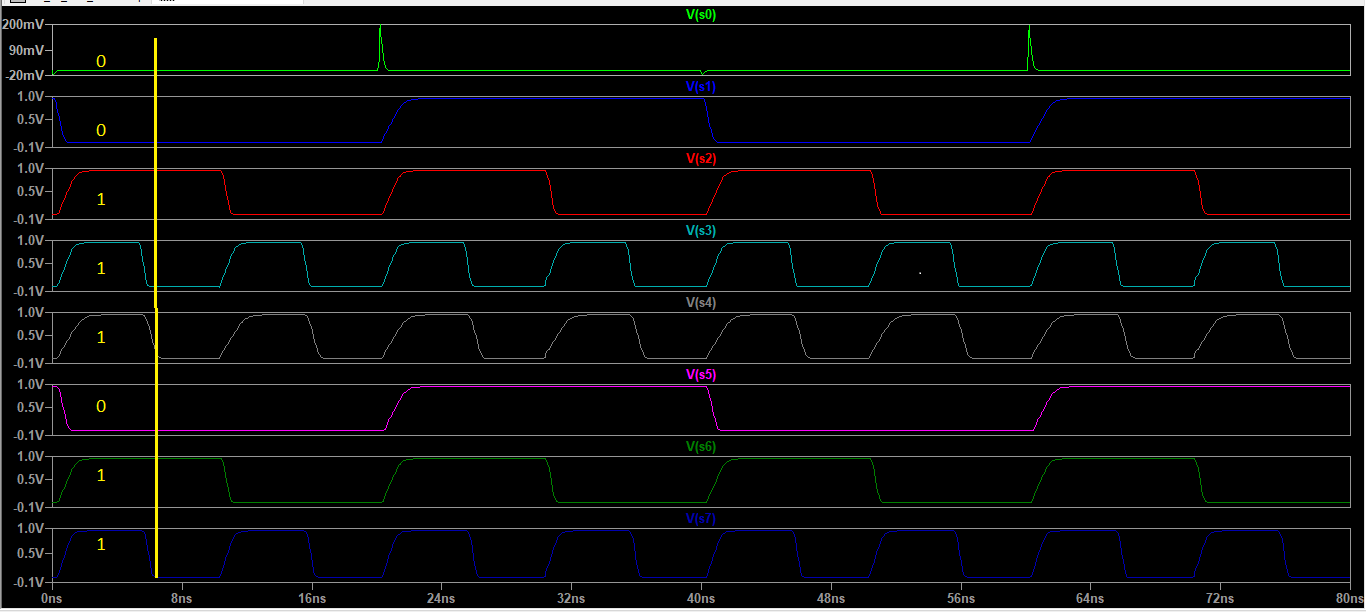 V(s0)
200mV
90mV
-20mV
0
V(s1)
1.0V
0.5V
-0.1V
0
V(s2)
1.0V
0.5V
-0.1V
1
V(s3)
1.0V
0.5V
-0.1V
1
V(s4)
1.0V
0.5V
-0.1V
1
V(s5)
1.0V
0.5V
-0.1V
0
V(s6)
1.0V
0.5V
-0.1V
1
V(s7)
1.0V
0.5V
-0.1V
1
0ns 8ns 16ns 24ns 32ns 40ns 48ns 56ns 64ns 72ns 80ns